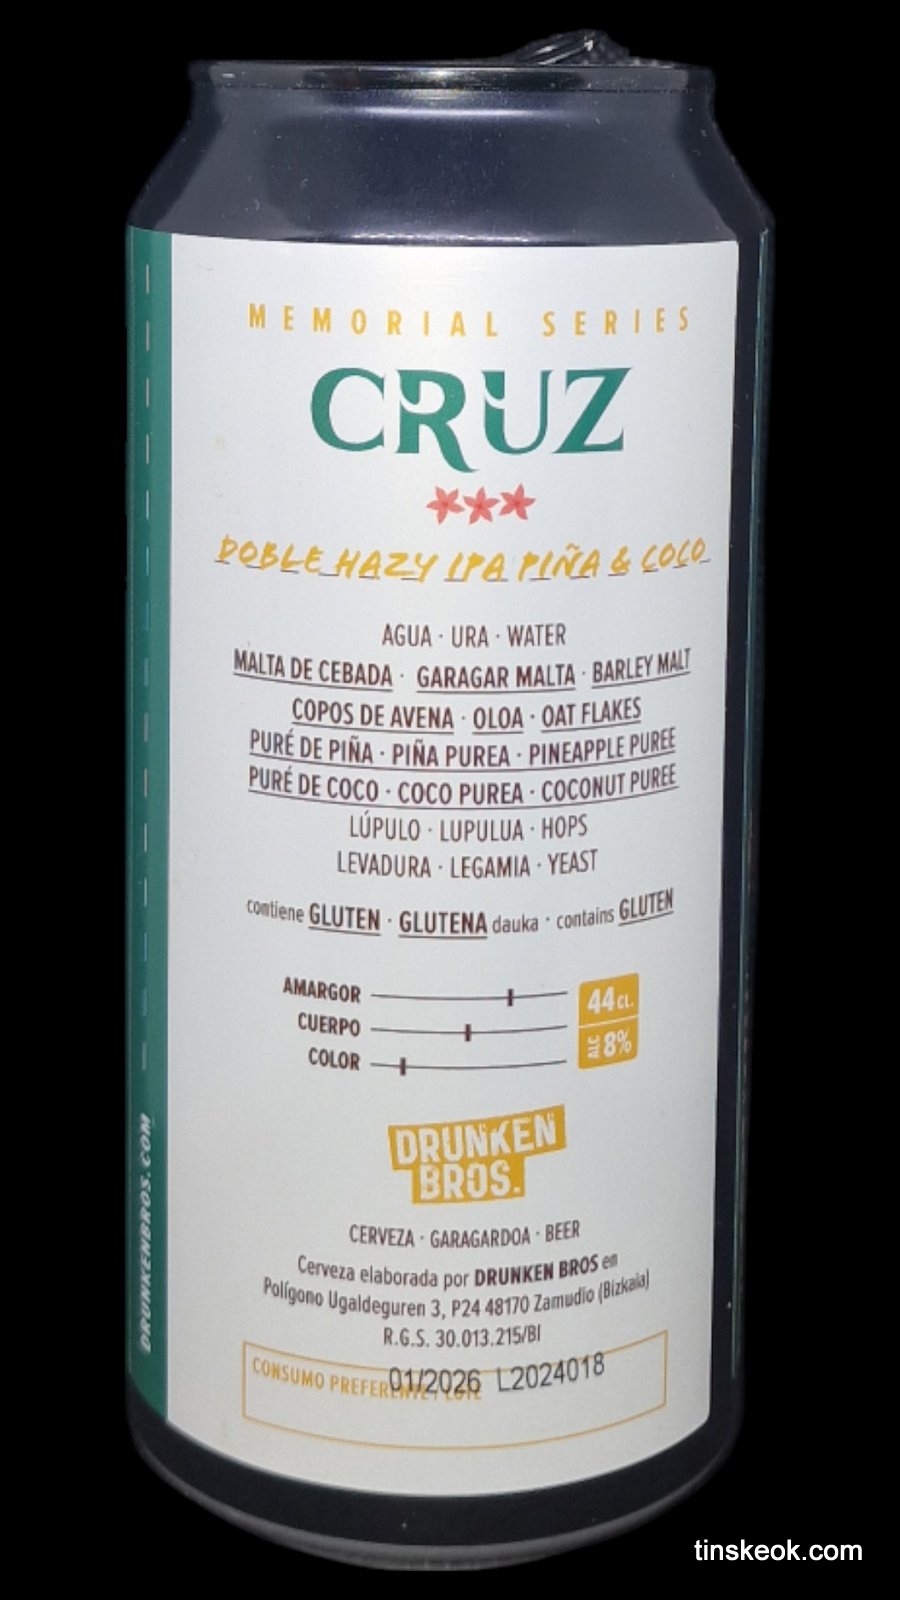 MEMORIAL SERIES
CRUZ
DOBLE HAZY IPA PIÑA & COCO
AGUA · URA · WATER
MALTA DE CEBADA · GARAGAR MALTA · BARLEY MALT
COPOS DE AVENA · OLOA · OAT FLAKES
PURÉ DE PIÑA · PIÑA PUREA · PINEAPPLE PUREE
PURÉ DE COCO · COCO PUREA · COCONUT PUREE
LÚPULO · LUPULUA · HOPS
LEVADURA · LEGAMIA · YEAST
contiene GLUTEN · GLUTENA dauka · contains GLUTEN
AMARGOR
CUERPO
COLOR
44 CL.
ALC 8%
DRUNKEN
BROS.
CERVEZA · GARAGARDOA · BEER
Cerveza elaborada por DRUNKEN BROS en
Polígono Ugaldeguren 3, P24 48170 Zamudio (Bizkaia)
R.G.S. 30.013.215/BI
CONSUMO PREFERENTE / LOTE
01/2026 L2024018
DRUNKENBROS.COM
tinskeok.com